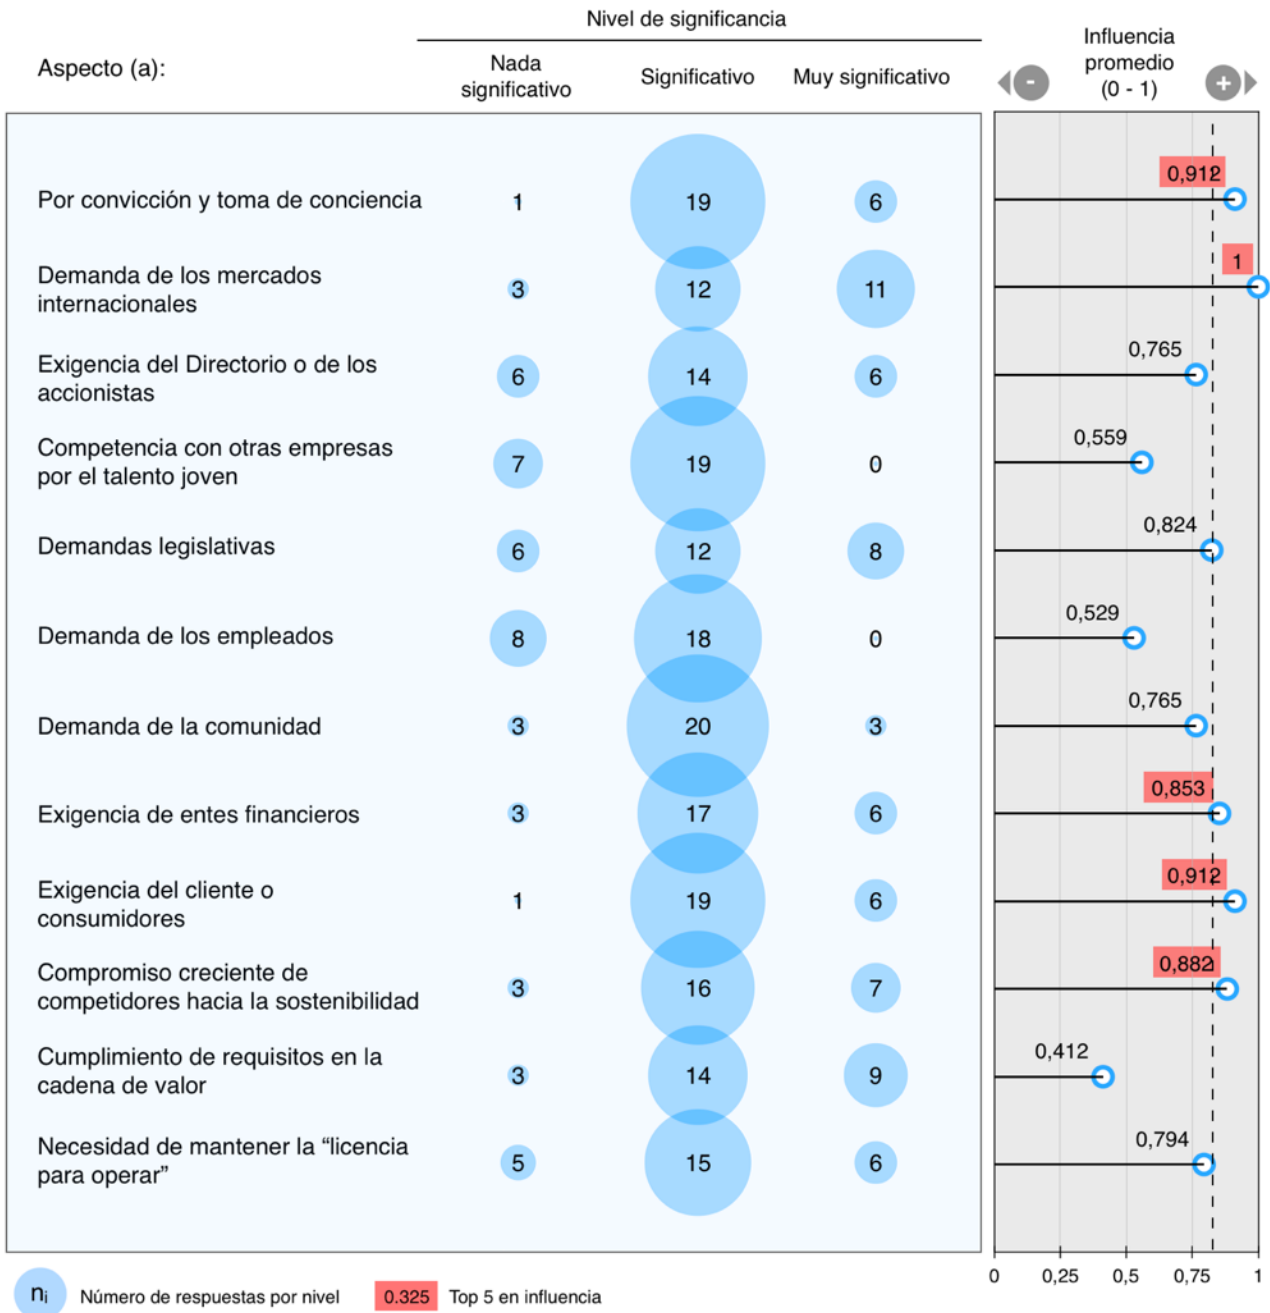 Nivel de significancia
Aspecto (a):
Nada
significativo
Significativo
Muy significativo
Influencia
promedio
(0 - 1)
-
+
Por convicción y toma de conciencia
1
19
6
0,912
Demanda de los mercados
internacionales
3
12
11
1
Exigencia del Directorio o de los
accionistas
6
14
6
0,765
Competencia con otras empresas
por el talento joven
7
19
0
0,559
Demandas legislativas
6
12
8
0,824
Demanda de los empleados
8
18
0
0,529
Demanda de la comunidad
3
20
3
0,765
Exigencia de entes financieros
3
17
6
0,853
Exigencia del cliente o
consumidores
1
19
6
0,912
Compromiso creciente de
competidores hacia la sostenibilidad
3
16
7
0,882
Cumplimiento de requisitos en la
cadena de valor
3
14
9
0,412
Necesidad de mantener la “licencia
para operar”
5
15
6
0,794
0 0,25 0,5 0,75 1
ni Número de respuestas por nivel
0.325 Top 5 en influencia